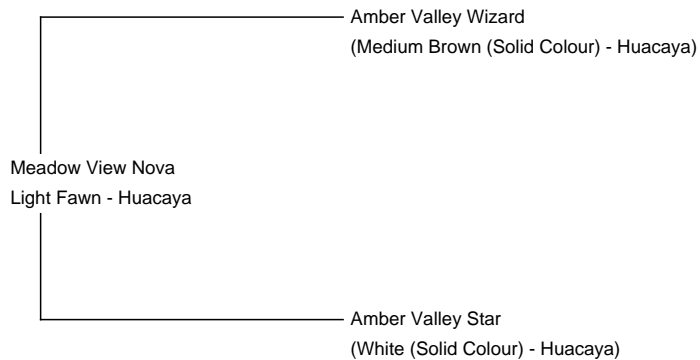 Amber Valley Wizard
(Medium Brown (Solid Colour) - Huacaya)
Meadow View Nova
Light Fawn - Huacaya
Amber Valley Star
(White (Solid Colour) - Huacaya)